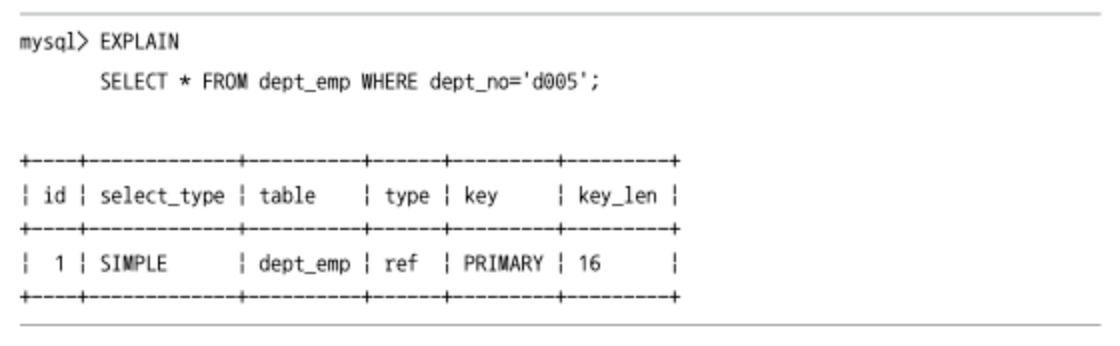 mysql> EXPLAIN
SELECT * FROM dept_emp WHERE dept_no='d005';
+----+-------------+----------+------+---------+---------+
| id | select_type | table    | type | key     | key_len |
+----+-------------+----------+------+---------+---------+
|  1 | SIMPLE      | dept_emp | ref  | PRIMARY | 16      |
+----+-------------+----------+------+---------+---------+